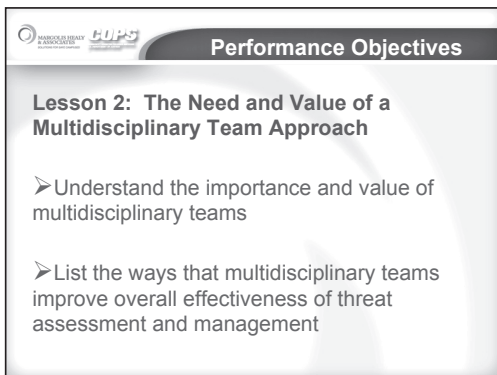 MARGOLIS HEALY
& ASSOCIATES
COPS
Performance Objectives
Lesson 2: The Need and Value of a
Multidisciplinary Team Approach
➢Understand the importance and value of
multidisciplinary teams
➢List the ways that multidisciplinary teams
improve overall effectiveness of threat
assessment and management